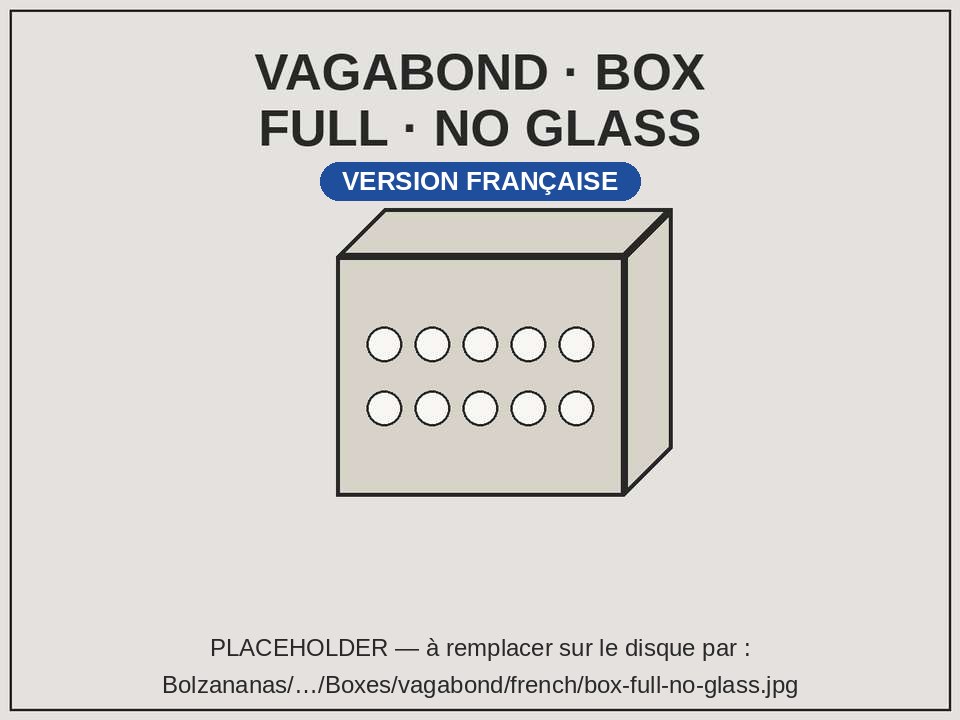 VAGABOND · BOX
FULL · NO GLASS
VERSION FRANÇAISE
PLACEHOLDER — à remplacer sur le disque par :
Bolzananas/…/Boxes/vagabond/french/box-full-no-glass.jpg